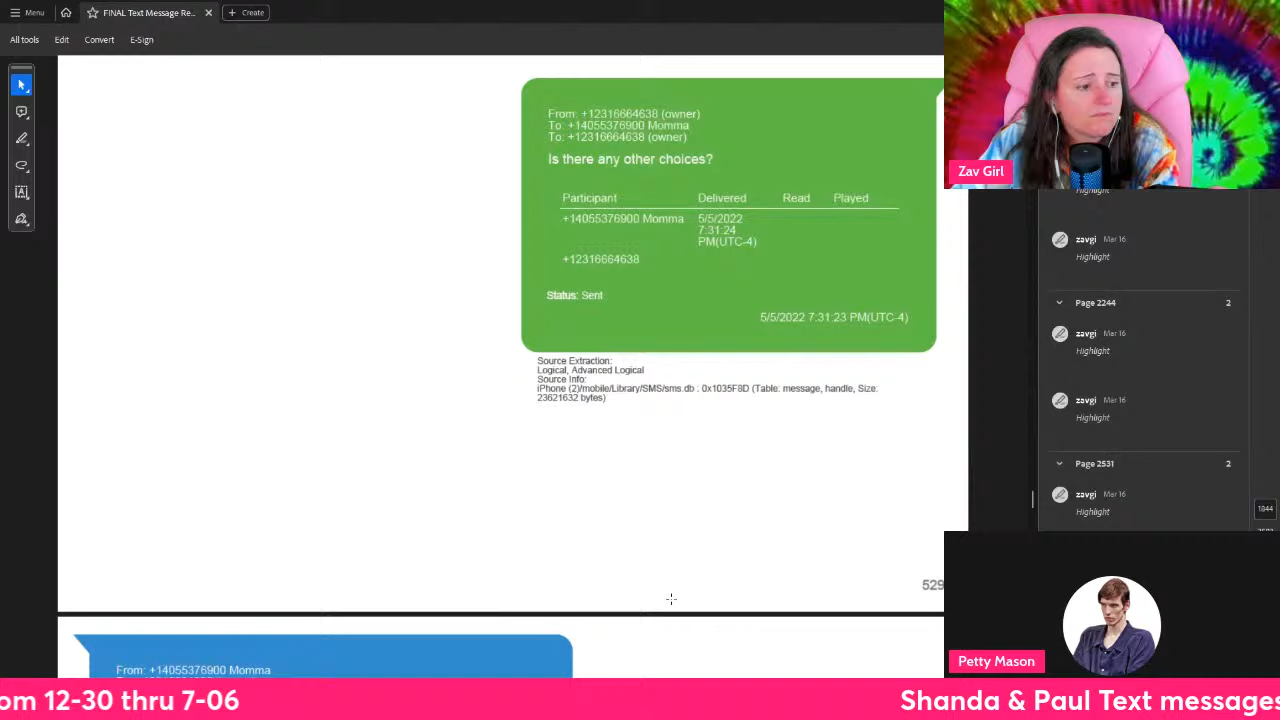 Menu
FINAL Text Message Re...
Create
All tools
Edit
Convert
E-Sign
From: +12316664638 (owner)
To: +14055376900 Momma
To: +12316664638 (owner)
Is there any other choices?
Participant Delivered Read Played
+14055376900 Momma 5/5/2022
7:31:24
PM(UTC-4)
+12316664638
Status: Sent
5/5/2022 7:31:23 PM(UTC-4)
Source Extraction:
Logical, Advanced Logical
Source Info:
iPhone (2)/mobile/Library/SMS/sms.db : 0x1035F8D (Table: message, handle, Size:
23621632 bytes)
529
From: +14055376900 Momma
Zav Girl
Highlight
zavgi Mar 16
Highlight
Page 2244 2
zavgi Mar 16
Highlight
zavgi Mar 16
Highlight
Page 2531 2
zavgi Mar 16
Highlight
1844
Petty Mason
om 12-30 thru 7-06
Shanda & Paul Text messages